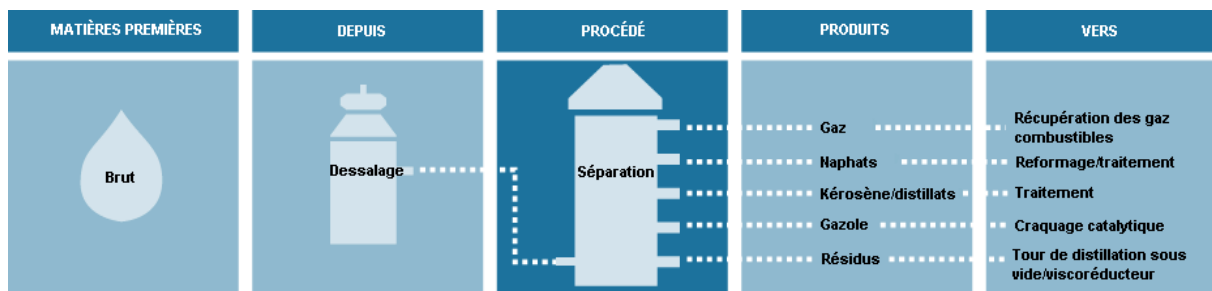 MATIÈRES PREMIÈRES
DEPUIS
PROCÉDÉ
PRODUITS
VERS
Brut
Dessalage
Séparation
Gaz
Récupération des gaz
combustibles
Naphats
Reformage/traitement
Kérosène/distillats
Traitement
Gazole
Craquage catalytique
Résidus
Tour de distillation sous
vide/viscoréducteur